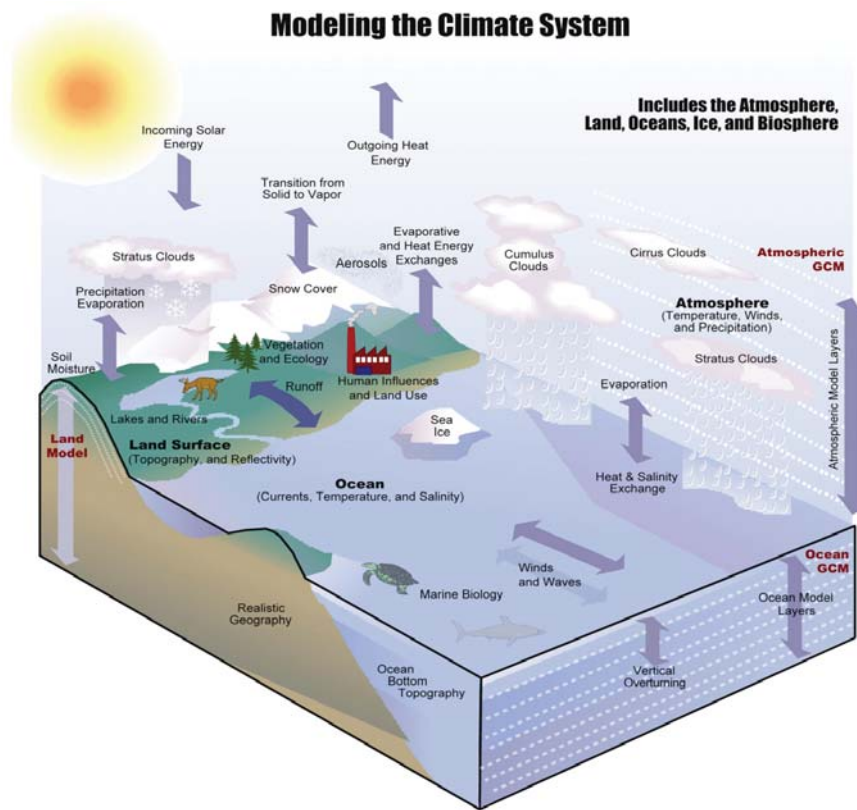 Modeling the Climate System
Includes the Atmosphere,
Land, Oceans, Ice, and Biosphere
Incoming Solar
Energy
Outgoing Heat
Energy
Transition from
Solid to Vapor
Stratus Clouds
Aerosols
Evaporative
and Heat Energy
Exchanges
Cumulus
Clouds
Cirrus Clouds
Atmospheric
GCM
Precipitation
Evaporation
Snow Cover
Atmosphere
(Temperature, Winds,
and Precipitation)
Vegetation
and Ecology
Stratus Clouds
Soil
Moisture
Runoff
Human Influences
and Land Use
Evaporation
Atmospheric Model Layers
Lakes and Rivers
Sea
Ice
Land
Model
Land Surface
(Topography, and Reflectivity)
Heat & Salinity
Exchange
Ocean
(Currents, Temperature, and Salinity)
Ocean
GCM
Winds
and Waves
Marine Biology
Ocean Model
Layers
Realistic
Geography
Ocean
Bottom
Topography
Vertical
Overturning